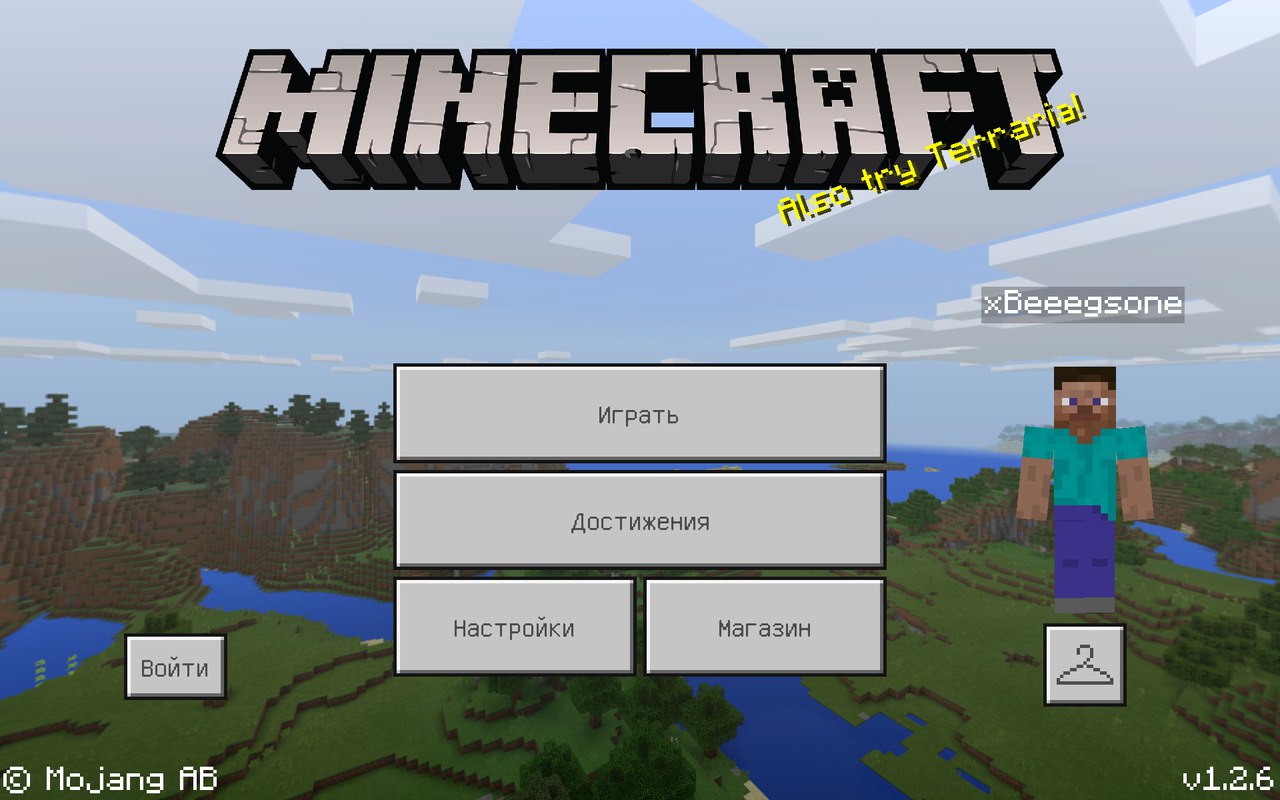 MINECRAFT
Also try Terraria!
xBeeegsone
Играть
Достижения
Настройки
Магазин
Войти
© Mojang AB
v1.2.6